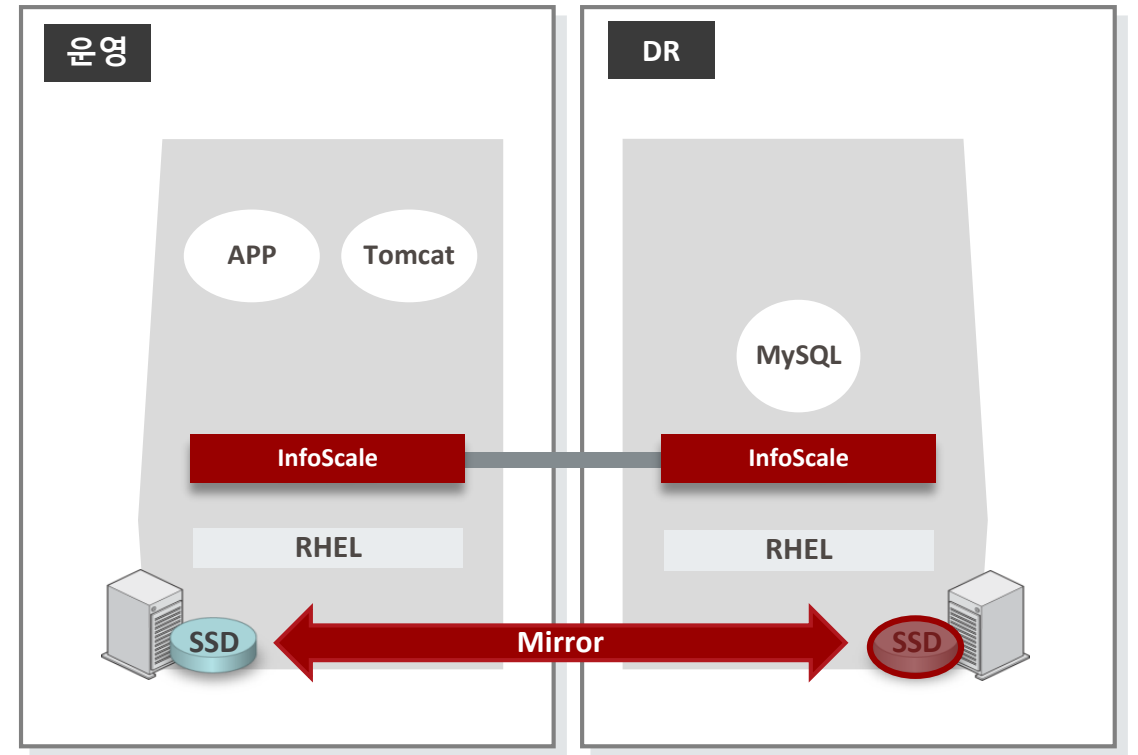 운영
DR
APP
Tomcat
MySQL
InfoScale
InfoScale
RHEL
RHEL
SSD
Mirror
SSD